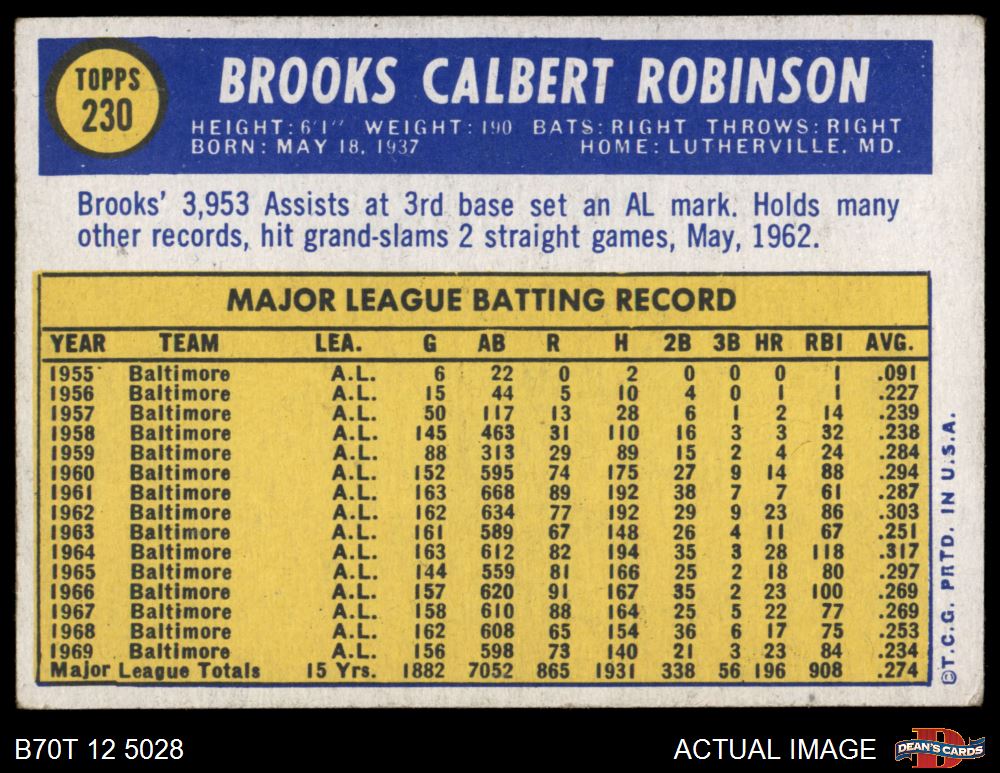 TOPPS
230
BROOKS CALBERT ROBINSON
HEIGHT: 6'1" WEIGHT: 190 BATS: RIGHT THROWS: RIGHT
BORN: MAY 18, 1937 HOME: LUTHERVILLE, MD.
Brooks' 3,953 Assists at 3rd base set an AL mark. Holds many
other records, hit grand-slams 2 straight games, May, 1962.
MAJOR LEAGUE BATTING RECORD
YEAR TEAM LEA. G AB R H 2B 3B HR RBI AVG.
1955 Baltimore A.L. 6 22 0 2 0 0 0 1 .091
1956 Baltimore A.L. 15 44 5 10 4 0 1 1 .227
1957 Baltimore A.L. 50 117 13 28 6 1 2 14 .239
1958 Baltimore A.L. 145 463 31 110 16 3 3 32 .238
1959 Baltimore A.L. 88 313 29 89 15 2 4 24 .284
1960 Baltimore A.L. 152 595 74 175 27 9 14 88 .294
1961 Baltimore A.L. 163 668 89 192 38 7 7 61 .287
1962 Baltimore A.L. 162 634 77 192 29 9 23 86 .303
1963 Baltimore A.L. 161 589 67 148 26 4 11 67 .251
1964 Baltimore A.L. 163 612 82 194 35 3 28 118 .317
1965 Baltimore A.L. 144 559 81 166 25 2 18 80 .297
1966 Baltimore A.L. 157 620 91 167 35 2 23 100 .269
1967 Baltimore A.L. 158 610 88 164 25 5 22 77 .269
1968 Baltimore A.L. 162 608 65 154 36 6 17 75 .253
1969 Baltimore A.L. 156 598 73 140 21 3 23 84 .234
Major League Totals 15 Yrs. 1882 7052 865 1931 338 56 196 908 .274
©T.C.G. PRTD. IN U.S.A.
B70T 12 5028
ACTUAL IMAGE
D
DEAN'S CARDS